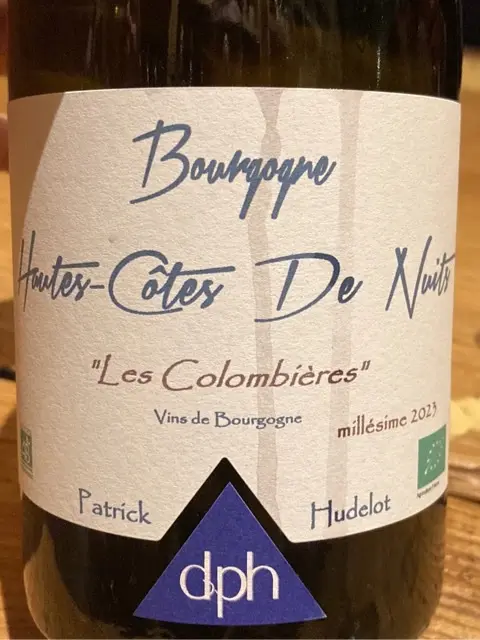 Bourgogne
Hautes-Côtes De Nuits
"Les Colombières"
Vins de Bourgogne
millésime 2023
Patrick Hudelot
dph